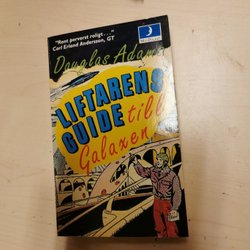 "Rent perverst roligt..."
Carl Erland Andersson, GT
Douglas Adams
LIFTARENS
GUIDE till
Galaxen